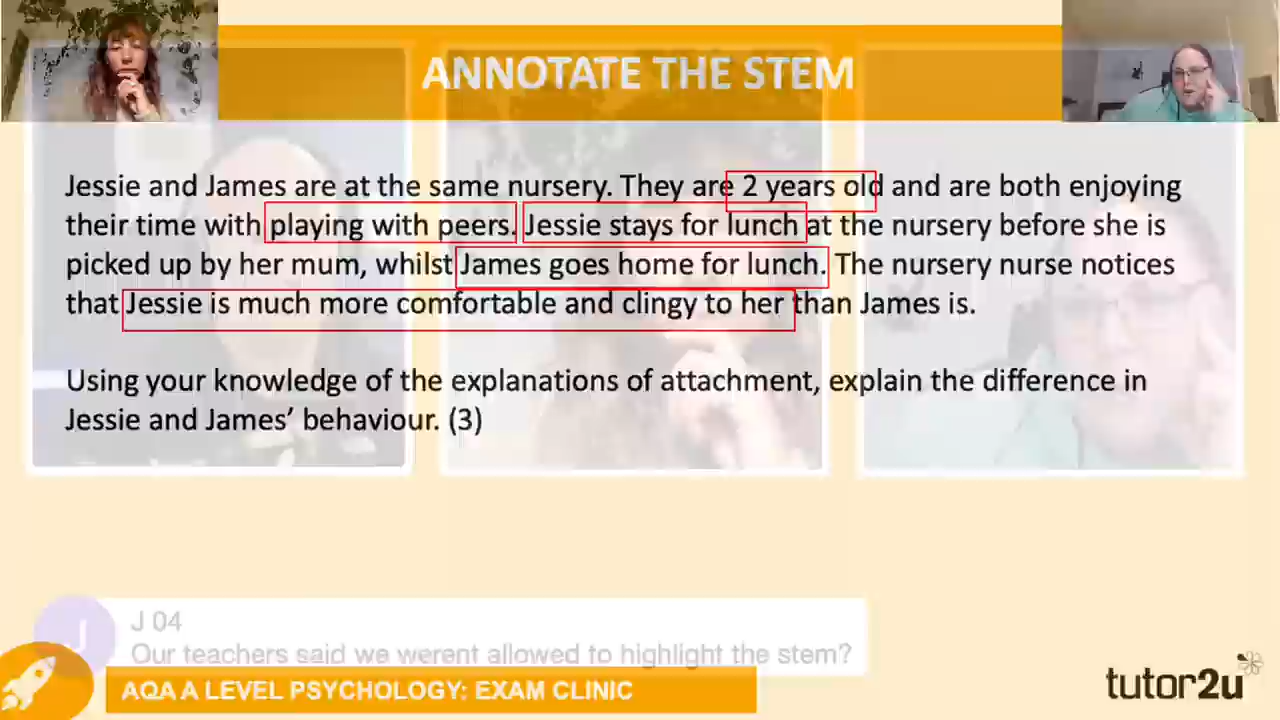 ANNOTATE THE STEM
Jessie and James are at the same nursery. They are 2 years old and are both enjoying
their time with playing with peers. Jessie stays for lunch at the nursery before she is
picked up by her mum, whilst James goes home for lunch. The nursery nurse notices
that Jessie is much more comfortable and clingy to her than James is.
Using your knowledge of the explanations of attachment, explain the difference in
Jessie and James’ behaviour. (3)
J
J 04
Our teachers said we werent allowed to highlight the stem?
AQA A LEVEL PSYCHOLOGY: EXAM CLINIC
tutor2u